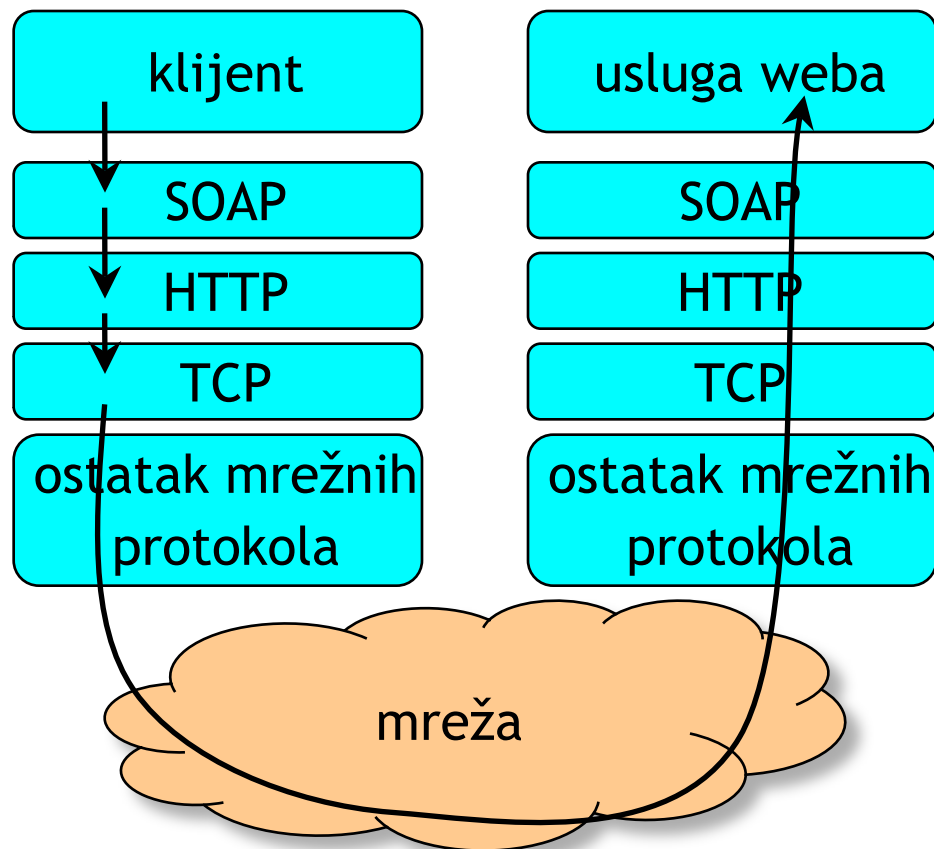 klijent
SOAP
HTTP
TCP
ostatak mrežnih
protokola
usluga weba
SOAP
HTTP
TCP
ostatak mrežnih
protokola
mreža